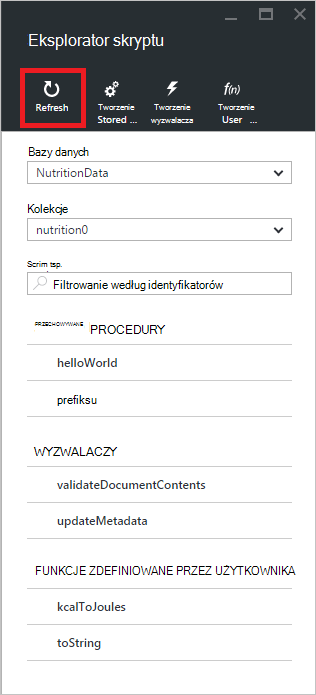 Eksplorator skryptu
Refresh
Tworzenie
Stored ...
Tworzenie
wyzwalacza
f(n)
Tworzenie
User ...
Bazy danych
NutritionData
Kolekcje
nutrition0
Scrim tsp.
Filtrowanie według identyfikatorów
PRZECHOWYWANE PROCEDURY
helloWorld
prefiksu
WYZWALACZY
validateDocumentContents
updateMetadata
FUNKCJE ZDEFINIOWANE PRZEZ UŻYTKOWNIKA
kcalToJoules
toString